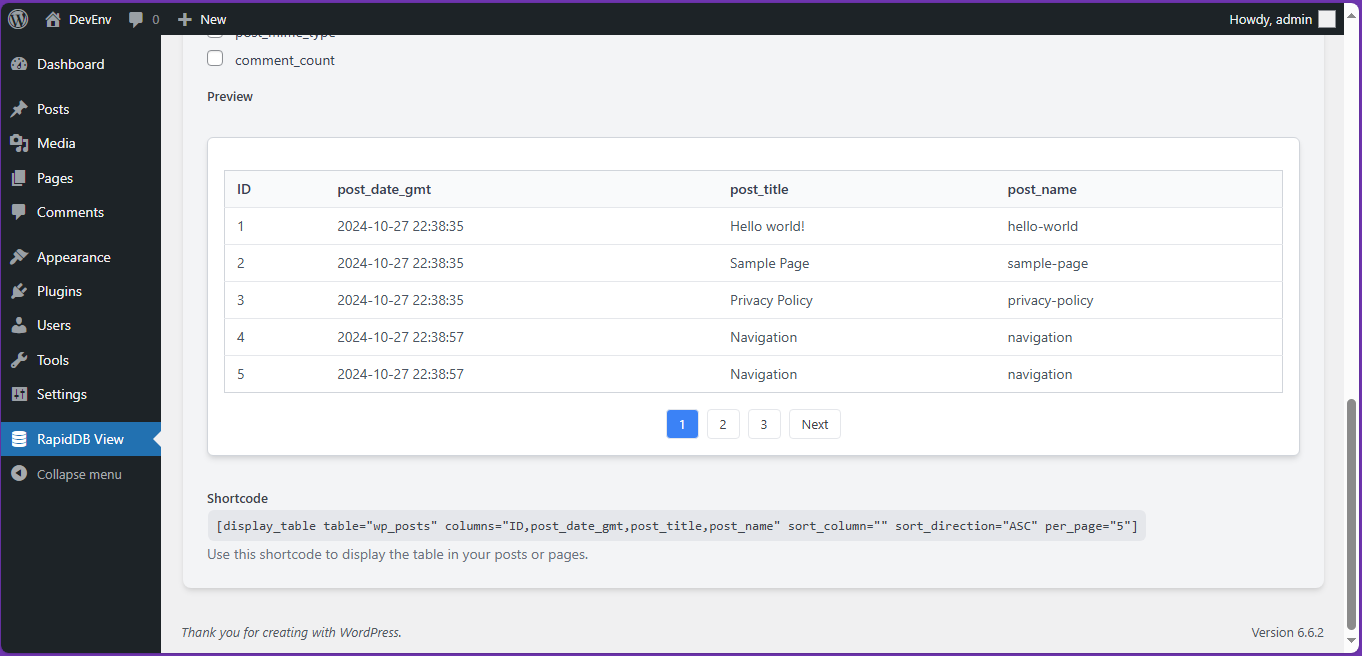 DevEnv 0 New Howdy, admin
Dashboard
Posts
Media
Pages
Comments
Appearance
Plugins
Users
Tools
Settings
RapidDB View
Collapse menu
post_mime_type
comment_count
Preview
ID post_date_gmt post_title post_name
1 2024-10-27 22:38:35 Hello world! hello-world
2 2024-10-27 22:38:35 Sample Page sample-page
3 2024-10-27 22:38:35 Privacy Policy privacy-policy
4 2024-10-27 22:38:57 Navigation navigation
5 2024-10-27 22:38:57 Navigation navigation
1 2 3 Next
Shortcode
[display_table table="wp_posts" columns="ID,post_date_gmt,post_title,post_name" sort_column="" sort_direction="ASC" per_page="5"]
Use this shortcode to display the table in your posts or pages.
Thank you for creating with WordPress. Version 6.6.2